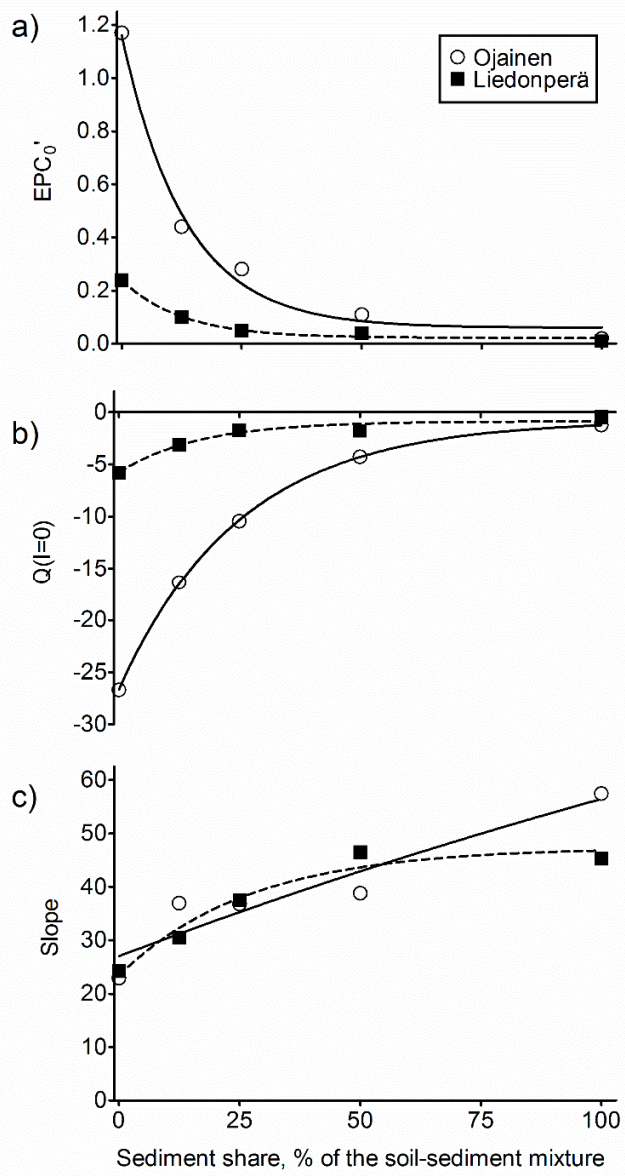 a)
Ojainen
Liedonperä
EPC0'
1.2
1.0
0.8
0.6
0.4
0.2
0.0
b)
Q(I=0)
0
-5
-10
-15
-20
-25
-30
c)
Slope
60
50
40
30
20
10
0
0 25 50 75 100
Sediment share, % of the soil-sediment mixture